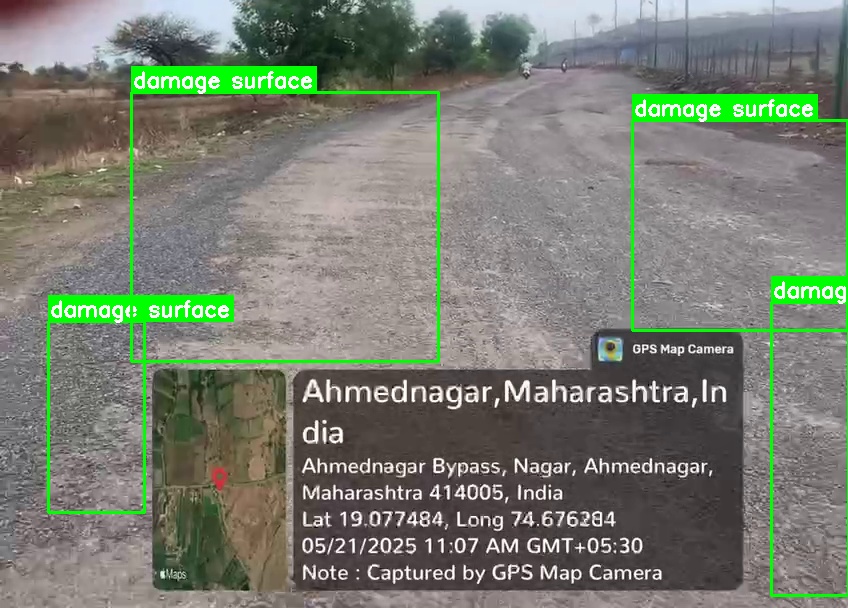 damage surface
damage surface
damag
damage surface
GPS Map Camera
Ahmednagar,Maharashtra,In
dia
Ahmednagar Bypass, Nagar, Ahmednagar,
Maharashtra 414005, India
Lat 19.077484, Long
05/21/2025 11:07 AM GMT+05:30
Note : Captured by GPS Map Camera
Maps